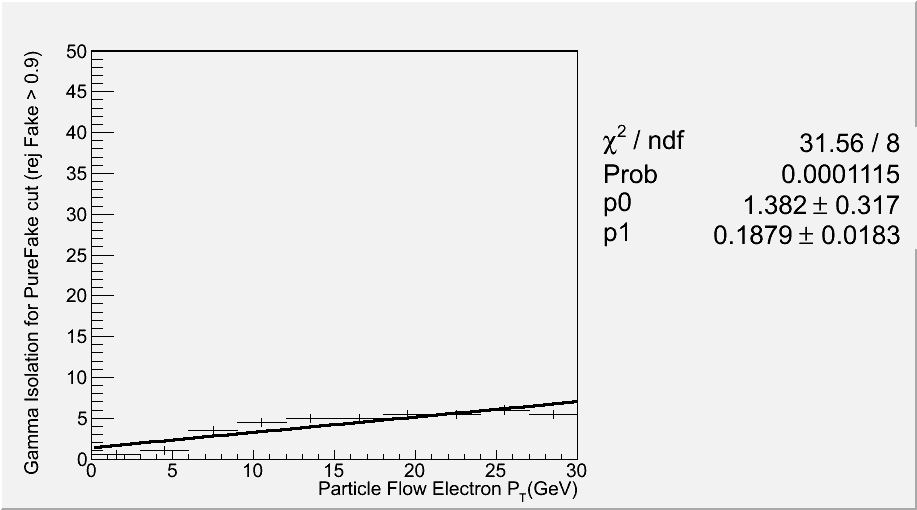 Gamma Isolation for PureFake cut (rej Fake > 0.9)
50
45
40
35
30
25
20
15
10
5
0
0 5 10 15 20 25 30
Particle Flow Electron P_T(GeV)
χ² / ndf 31.56 / 8
Prob 0.0001115
p0 1.382 ± 0.317
p1 0.1879 ± 0.0183